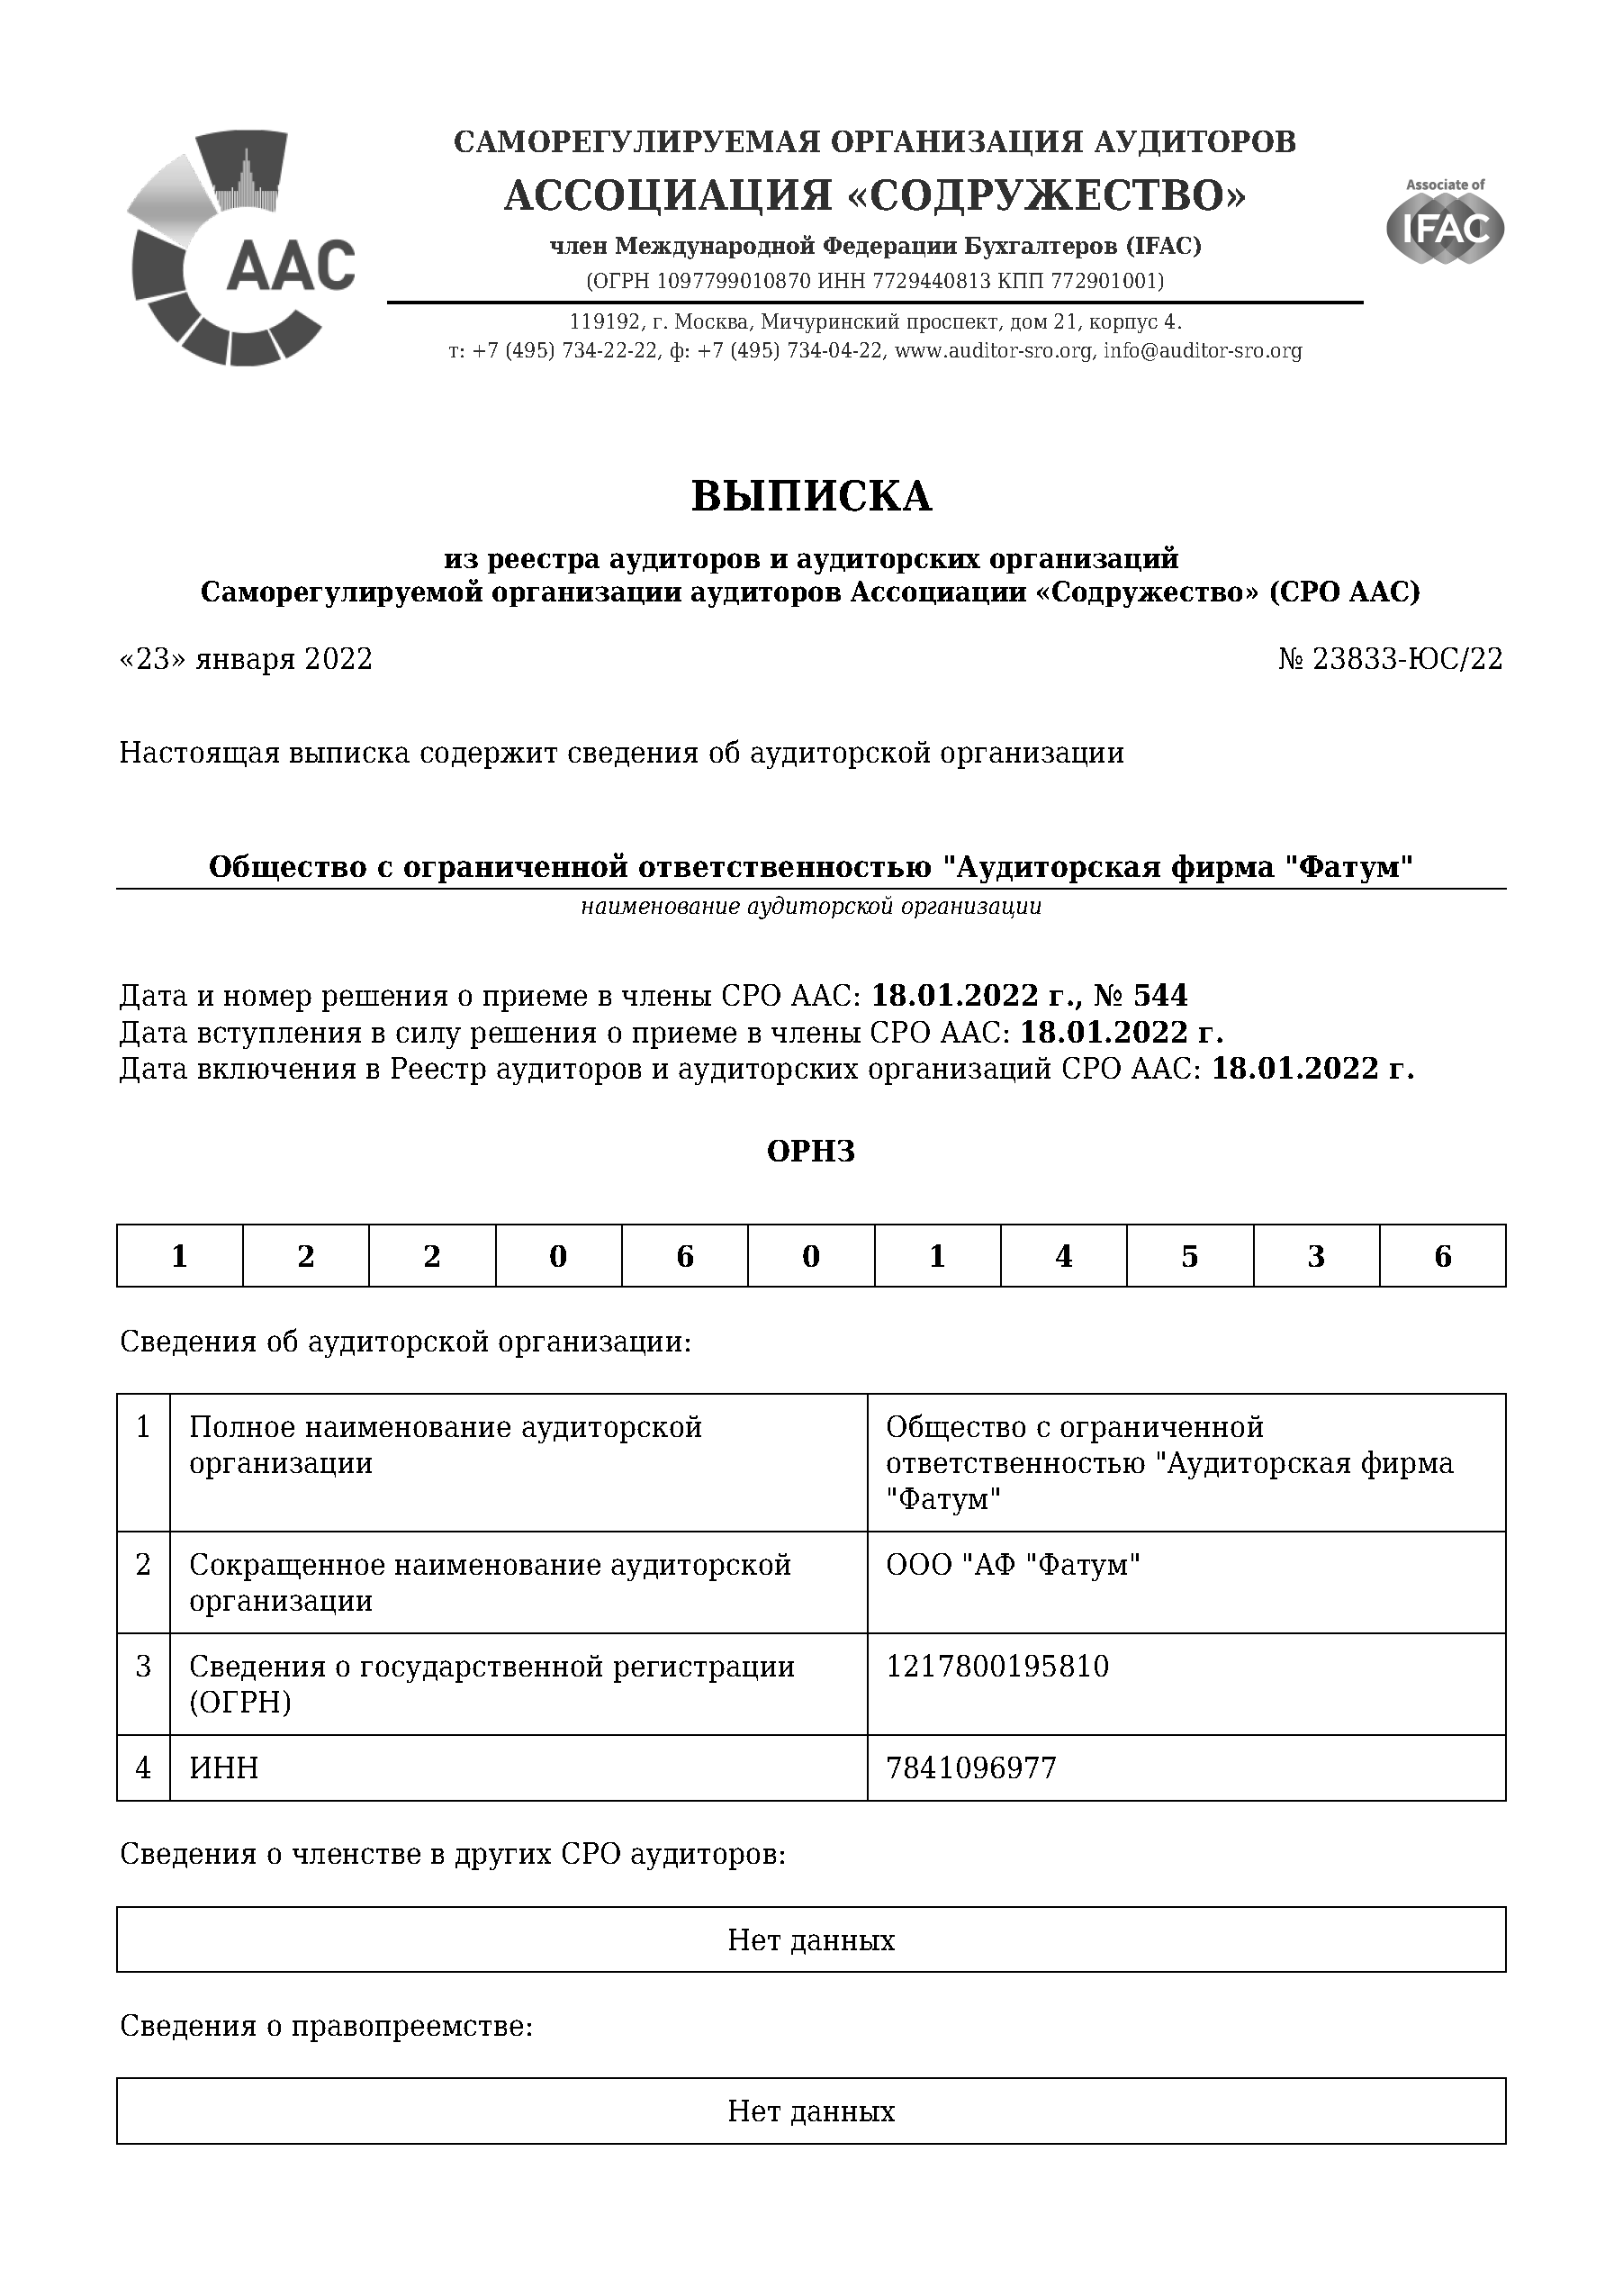 ААС
САМОРЕГУЛИРУЕМАЯ ОРГАНИЗАЦИЯ АУДИТОРОВ
АССОЦИАЦИЯ «СОДРУЖЕСТВО»
член Международной Федерации Бухгалтеров (IFAC)
(ОГРН 1097799010870 ИНН 7729440813 КПП 772901001)
119192, г. Москва, Мичуринский проспект, дом 21, корпус 4.
т: +7 (495) 734-22-22, ф: +7 (495) 734-04-22, www.auditor-sro.org, info@auditor-sro.org
Associate of
IFAC
ВЫПИСКА
из реестра аудиторов и аудиторских организаций
Саморегулируемой организации аудиторов Ассоциации «Содружество» (СРО ААС)
«23» января 2022 № 23833-ЮС/22
Настоящая выписка содержит сведения об аудиторской организации
Общество с ограниченной ответственностью "Аудиторская фирма "Фатум"
наименование аудиторской организации
Дата и номер решения о приеме в члены СРО ААС: 18.01.2022 г., № 544
Дата вступления в силу решения о приеме в члены СРО ААС: 18.01.2022 г.
Дата включения в Реестр аудиторов и аудиторских организаций СРО ААС: 18.01.2022 г.
ОРНЗ
1 2 2 0 6 0 1 4 5 3 6
Сведения об аудиторской организации:
1 Полное наименование аудиторской Общество с ограниченной
организации ответственностью "Аудиторская фирма
"Фатум"
2 Сокращенное наименование аудиторской ООО "АФ "Фатум"
организации
3 Сведения о государственной регистрации 1217800195810
(ОГРН)
4 ИНН 7841096977
Сведения о членстве в других СРО аудиторов:
Нет данных
Сведения о правопреемстве:
Нет данных